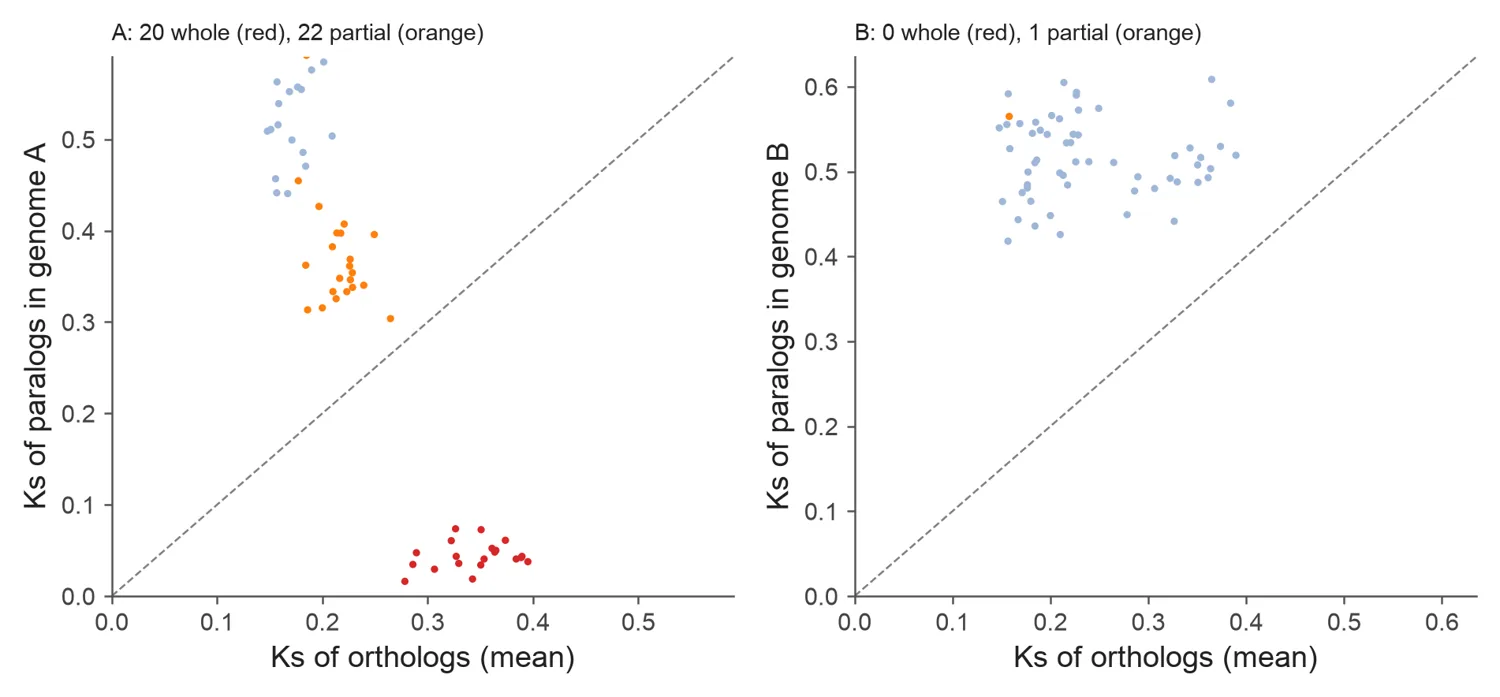 A: 20 whole (red), 22 partial (orange)
Ks of paralogs in genome A
0.5
0.4
0.3
0.2
0.1
0.0
0.0 0.1 0.2 0.3 0.4 0.5
Ks of orthologs (mean)
B: 0 whole (red), 1 partial (orange)
Ks of paralogs in genome B
0.6
0.5
0.4
0.3
0.2
0.1
0.0
0.0 0.1 0.2 0.3 0.4 0.5 0.6
Ks of orthologs (mean)